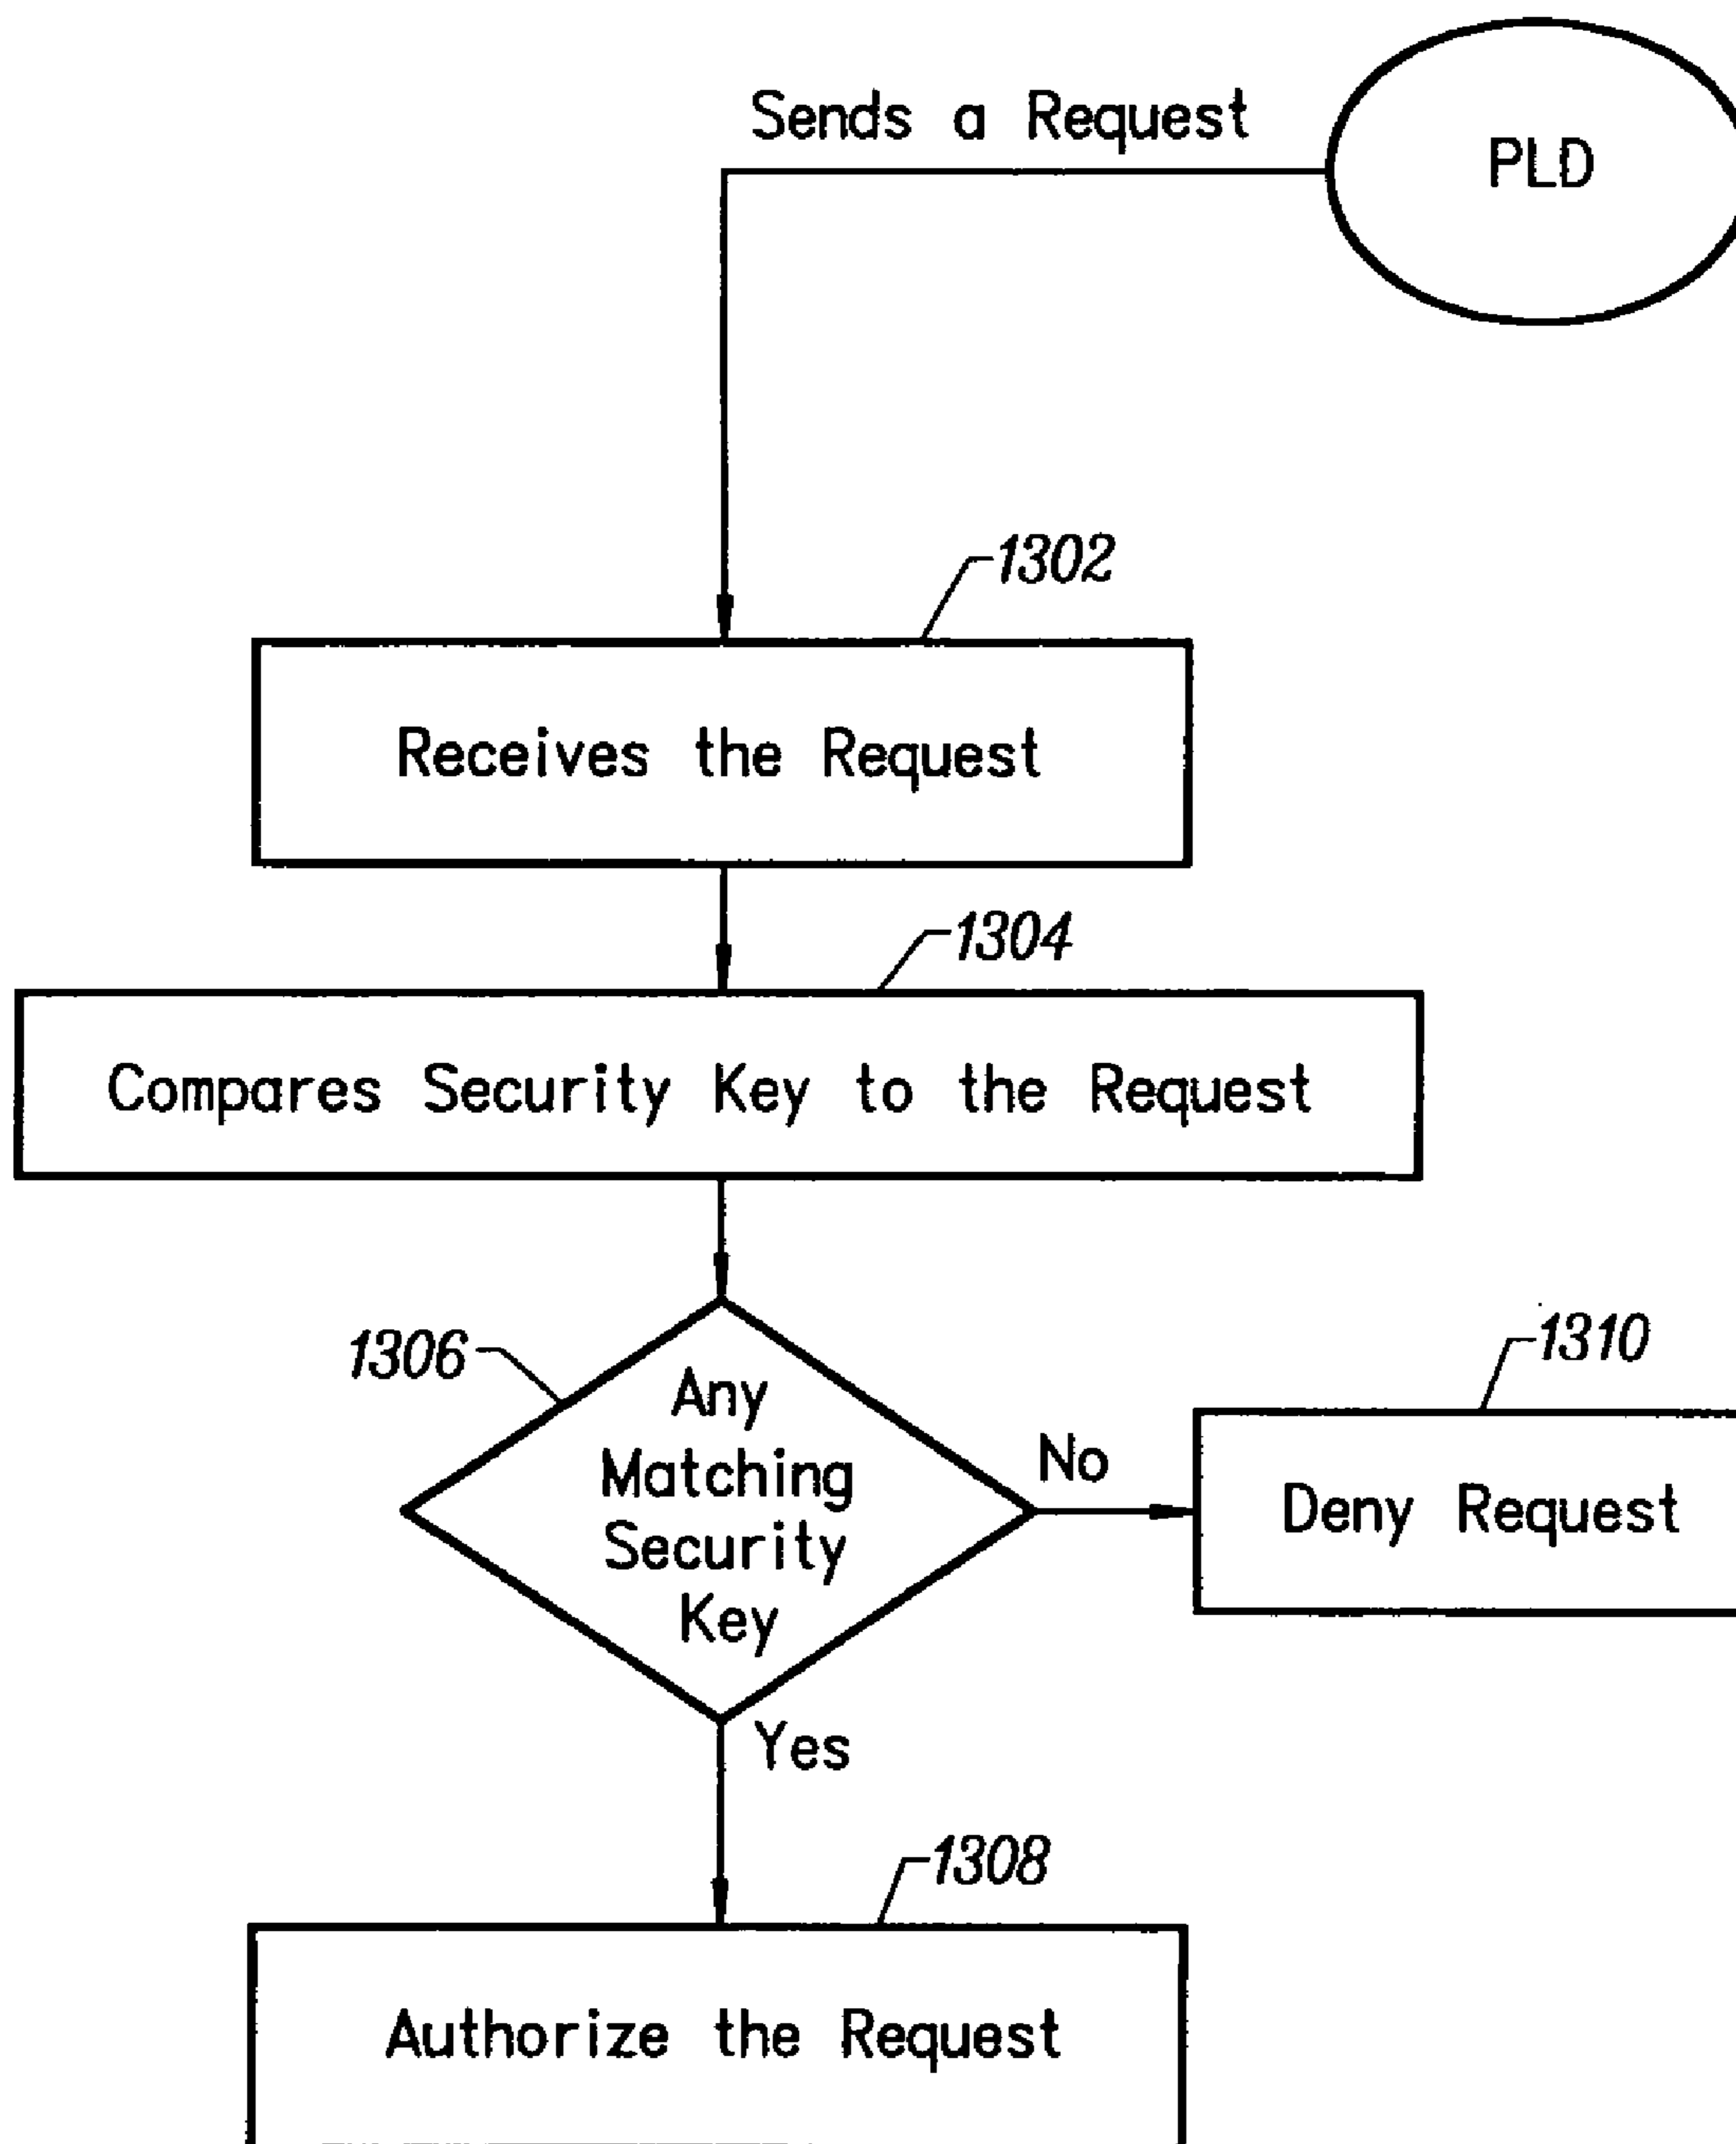 Sends a Request
PLD
1302
Receives the Request
1304
Compares Security Key to the Request
1306
Any
Matching
Security
Key
No
1310
Deny Request
Yes
1308
Authorize the Request